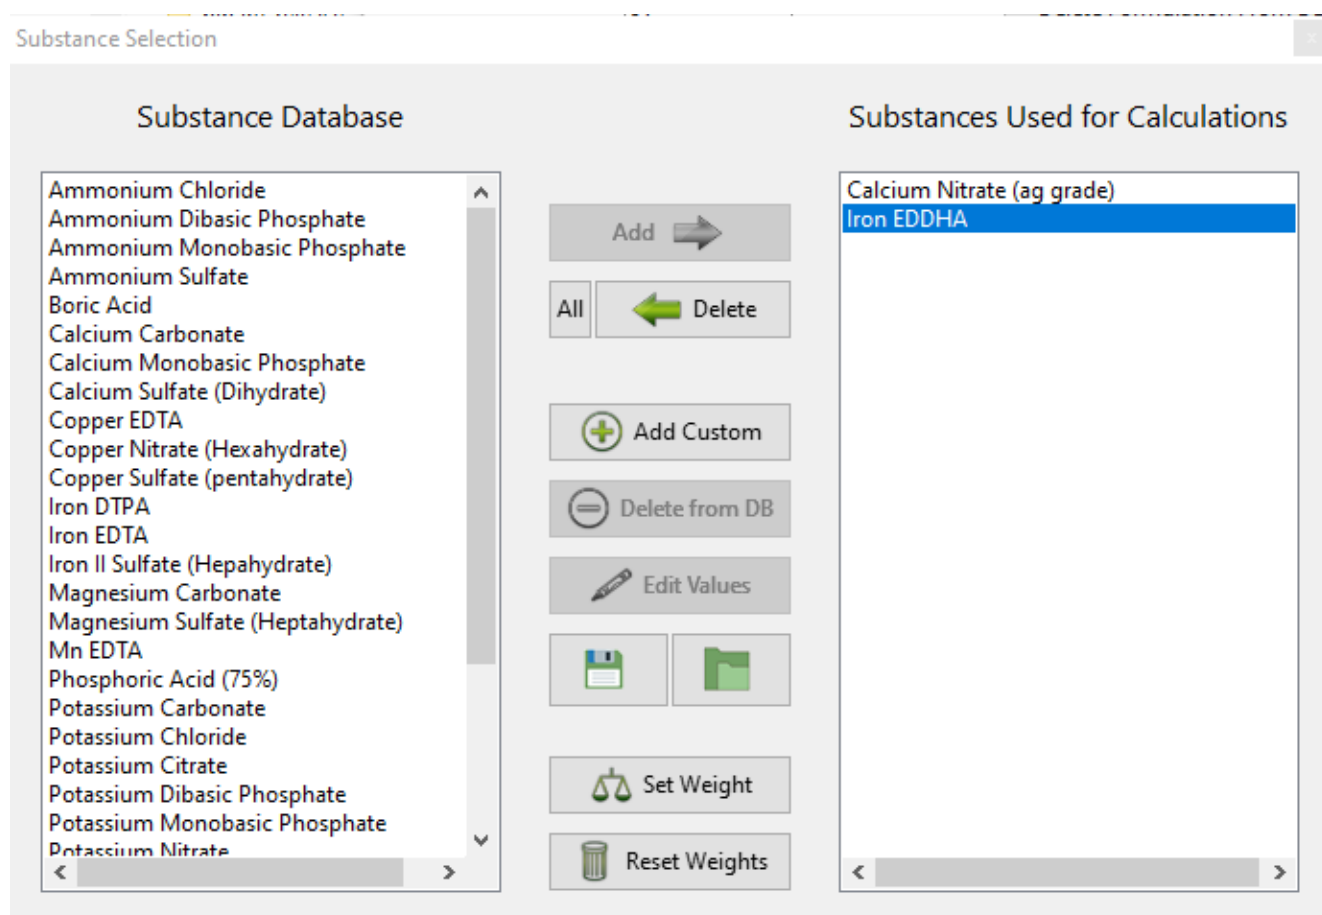 Substance Selection
Substance Database
Substances Used for Calculations
Ammonium Chloride
Ammonium Dibasic Phosphate
Ammonium Monobasic Phosphate
Ammonium Sulfate
Boric Acid
Calcium Carbonate
Calcium Monobasic Phosphate
Calcium Sulfate (Dihydrate)
Copper EDTA
Copper Nitrate (Hexahydrate)
Copper Sulfate (pentahydrate)
Iron DTPA
Iron EDTA
Iron II Sulfate (Hepahydrate)
Magnesium Carbonate
Magnesium Sulfate (Heptahydrate)
Mn EDTA
Phosphoric Acid (75%)
Potassium Carbonate
Potassium Chloride
Potassium Citrate
Potassium Dibasic Phosphate
Potassium Monobasic Phosphate
Potassium Nitrate
Add
All
Delete
Add Custom
Delete from DB
Edit Values
Set Weight
Reset Weights
Calcium Nitrate (ag grade)
Iron EDDHA